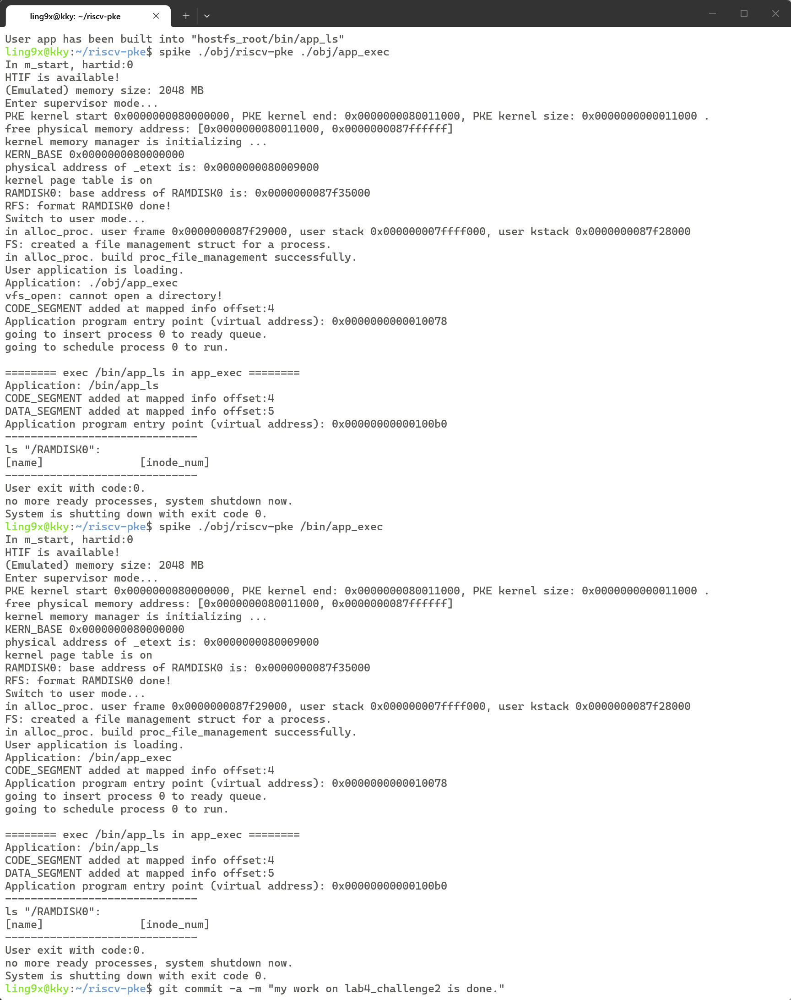 ling9x@kky: ~/riscv-pke
User app has been built into "hostfs_root/bin/app_ls"
ling9x@kky:~/riscv-pke$ spike ./obj/riscv-pke ./obj/app_exec
In m_start, hartid:0
HTIF is available!
(Emulated) memory size: 2048 MB
Enter supervisor mode...
PKE kernel start 0x0000000080000000, PKE kernel end: 0x0000000080011000, PKE kernel size: 0x0000000000011000 .
free physical memory address: [0x0000000080011000, 0x0000000087ffffff]
kernel memory manager is initializing ...
KERN_BASE 0x0000000080000000
physical address of _etext is: 0x0000000080009000
kernel page table is on
RAMDISK0: base address of RAMDISK0 is: 0x0000000087f35000
RFS: format RAMDISK0 done!
Switch to user mode...
in alloc_proc. user frame 0x0000000087f29000, user stack 0x000000007ffff000, user kstack 0x0000000087f28000
FS: created a file management struct for a process.
in alloc_proc. build proc_file_management successfully.
User application is loading.
Application: ./obj/app_exec
vfs_open: cannot open a directory!
CODE_SEGMENT added at mapped info offset:4
Application program entry point (virtual address): 0x0000000000010078
going to insert process 0 to ready queue.
going to schedule process 0 to run.
======== exec /bin/app_ls in app_exec ========
Application: /bin/app_ls
CODE_SEGMENT added at mapped info offset:4
DATA_SEGMENT added at mapped info offset:5
Application program entry point (virtual address): 0x00000000000100b0
------------------------------
ls "/RAMDISK0":
[name]               [inode_num]
------------------------------
User exit with code:0.
no more ready processes, system shutdown now.
System is shutting down with exit code 0.
ling9x@kky:~/riscv-pke$ spike ./obj/riscv-pke /bin/app_exec
In m_start, hartid:0
HTIF is available!
(Emulated) memory size: 2048 MB
Enter supervisor mode...
PKE kernel start 0x0000000080000000, PKE kernel end: 0x0000000080011000, PKE kernel size: 0x0000000000011000 .
free physical memory address: [0x0000000080011000, 0x0000000087ffffff]
kernel memory manager is initializing ...
KERN_BASE 0x0000000080000000
physical address of _etext is: 0x0000000080009000
kernel page table is on
RAMDISK0: base address of RAMDISK0 is: 0x0000000087f35000
RFS: format RAMDISK0 done!
Switch to user mode...
in alloc_proc. user frame 0x0000000087f29000, user stack 0x000000007ffff000, user kstack 0x0000000087f28000
FS: created a file management struct for a process.
in alloc_proc. build proc_file_management successfully.
User application is loading.
Application: /bin/app_exec
CODE_SEGMENT added at mapped info offset:4
Application program entry point (virtual address): 0x0000000000010078
going to insert process 0 to ready queue.
going to schedule process 0 to run.
======== exec /bin/app_ls in app_exec ========
Application: /bin/app_ls
CODE_SEGMENT added at mapped info offset:4
DATA_SEGMENT added at mapped info offset:5
Application program entry point (virtual address): 0x00000000000100b0
------------------------------
ls "/RAMDISK0":
[name]               [inode_num]
------------------------------
User exit with code:0.
no more ready processes, system shutdown now.
System is shutting down with exit code 0.
ling9x@kky:~/riscv-pke$ git commit -a -m "my work on lab4_challenge2 is done."